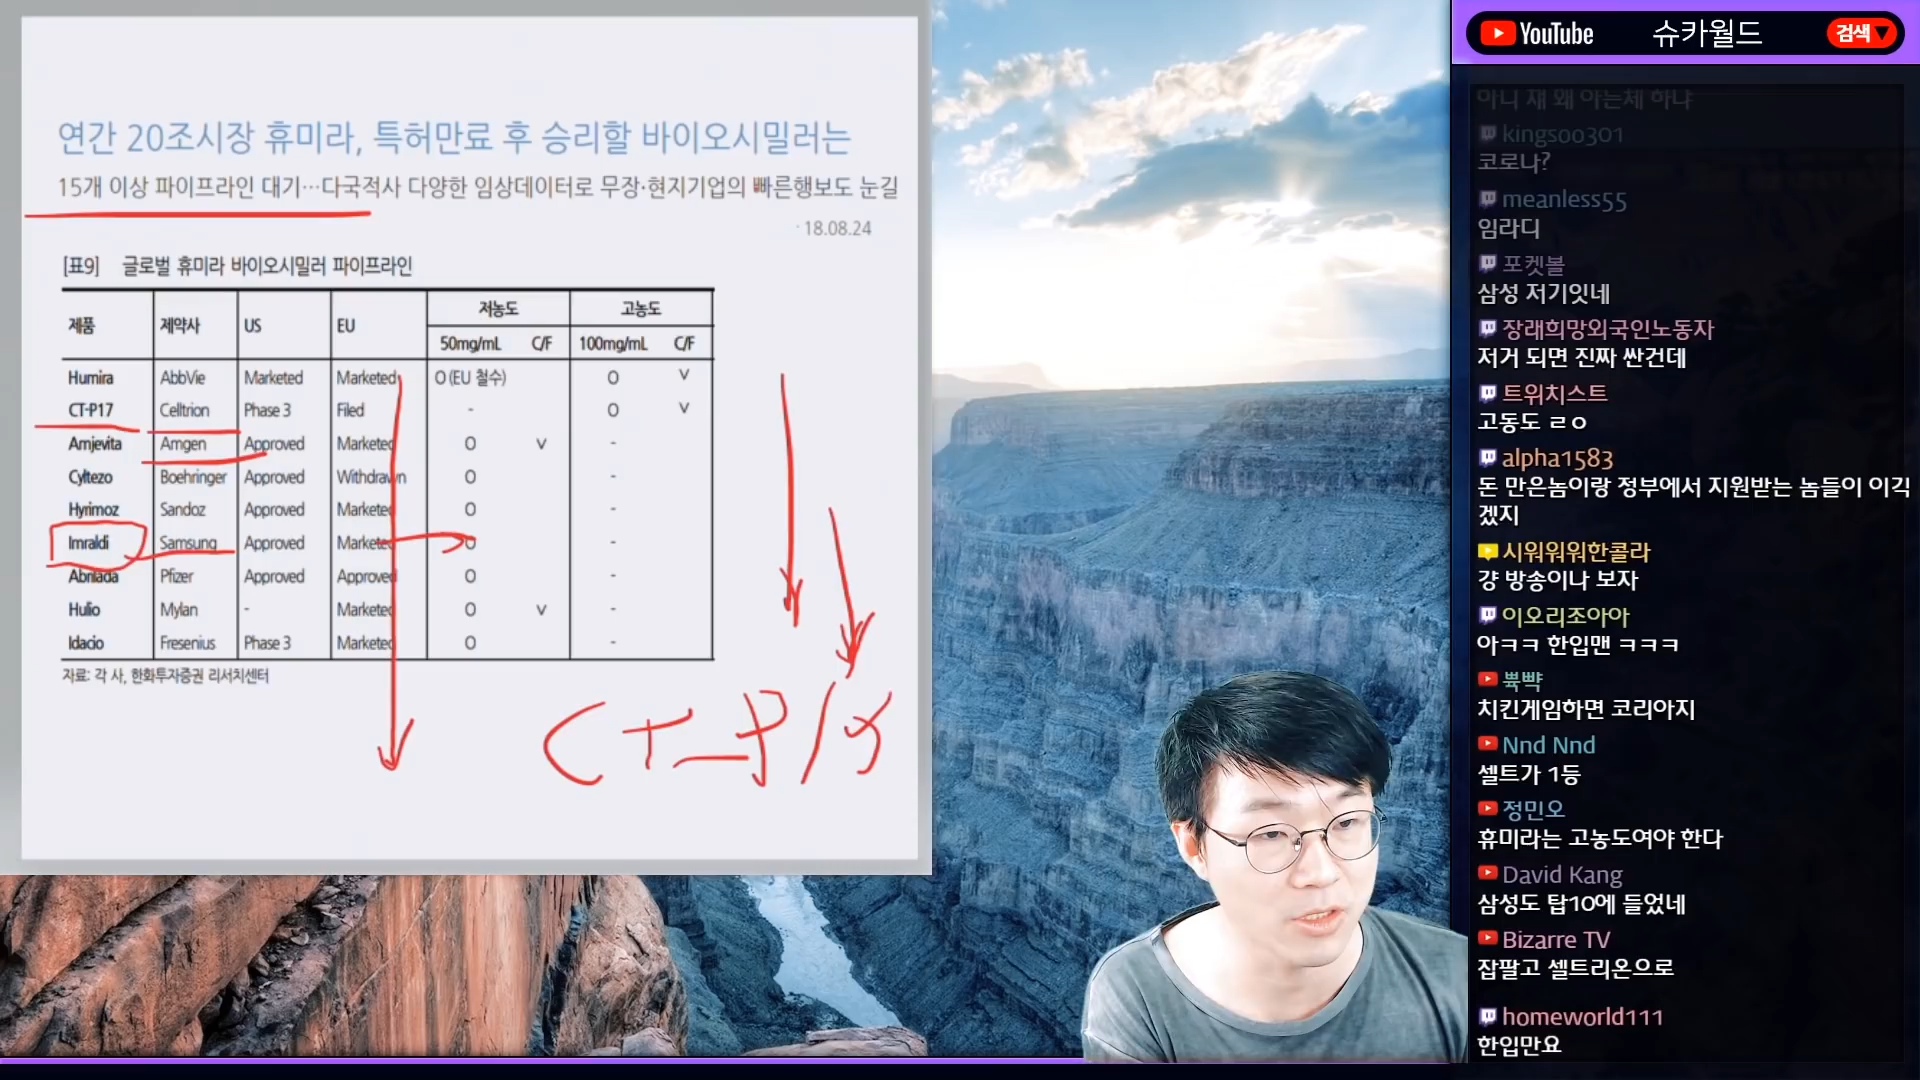 연간 20조시장 휴미라, 특허만료 후 승리할 바이오시밀러는
15개 이상 파이프라인 대기…다국적사 다양한 임상데이터로 무장·현지기업의 빠른행보도 눈길
· 18.08.24
[표9] 글로벌 휴미라 바이오시밀러 파이프라인
제품 제약사 US EU 저농도 고농도
50mg/mL C/F 100mg/mL C/F
Humira AbbVie Marketed Marketed O (EU 철수) O V
CT-P17 Celltrion Phase 3 Filed - O V
Amjevita Amgen Approved Marketed O V -
Cyltezo Boehringer Approved Withdrawn O -
Hyrimoz Sandoz Approved Marketed O -
Imraldi Samsung Approved Marketed O -
Abrilada Pfizer Approved Approved O -
Hulio Mylan - Marketed O V -
Idacio Fresenius Phase 3 Marketed O -
자료: 각 사, 한화투자증권 리서치센터
YouTube 슈카월드 검색▼
아니 재 왜 아는체 하냐
kingsoo301
코로나?
meanless55
임라디
포켓볼
삼성 저기잇네
장래희망외국인노동자
저거 되면 진짜 싼건데
트위치스트
고동도 ㄹㅇ
alpha1583
돈 만은놈이랑 정부에서 지원받는 놈들이 이긱
겠지
시워워워한콜라
걍 방송이나 보자
이오리조아아
아ㅋㅋ 한입맨 ㅋㅋㅋ
쀾뺙
치킨게임하면 코리아지
Nnd Nnd
셀트가 1등
정민오
휴미라는 고농도여야 한다
David Kang
삼성도 탑10에 들었네
Bizarre TV
잡팔고 셀트리온으로
homeworld111
한입만요